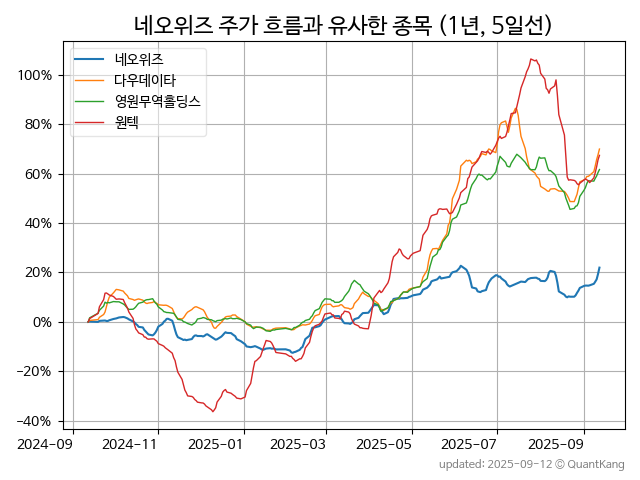 네오위즈 주가 흐름과 유사한 종목 (1년, 5일선)
네오위즈
다우데이타
영원무역홀딩스
원텍
100%
80%
60%
40%
20%
0%
−20%
−40%
2024-09 2024-11 2025-01 2025-03 2025-05 2025-07 2025-09
updated: 2025-09-12 © QuantKang